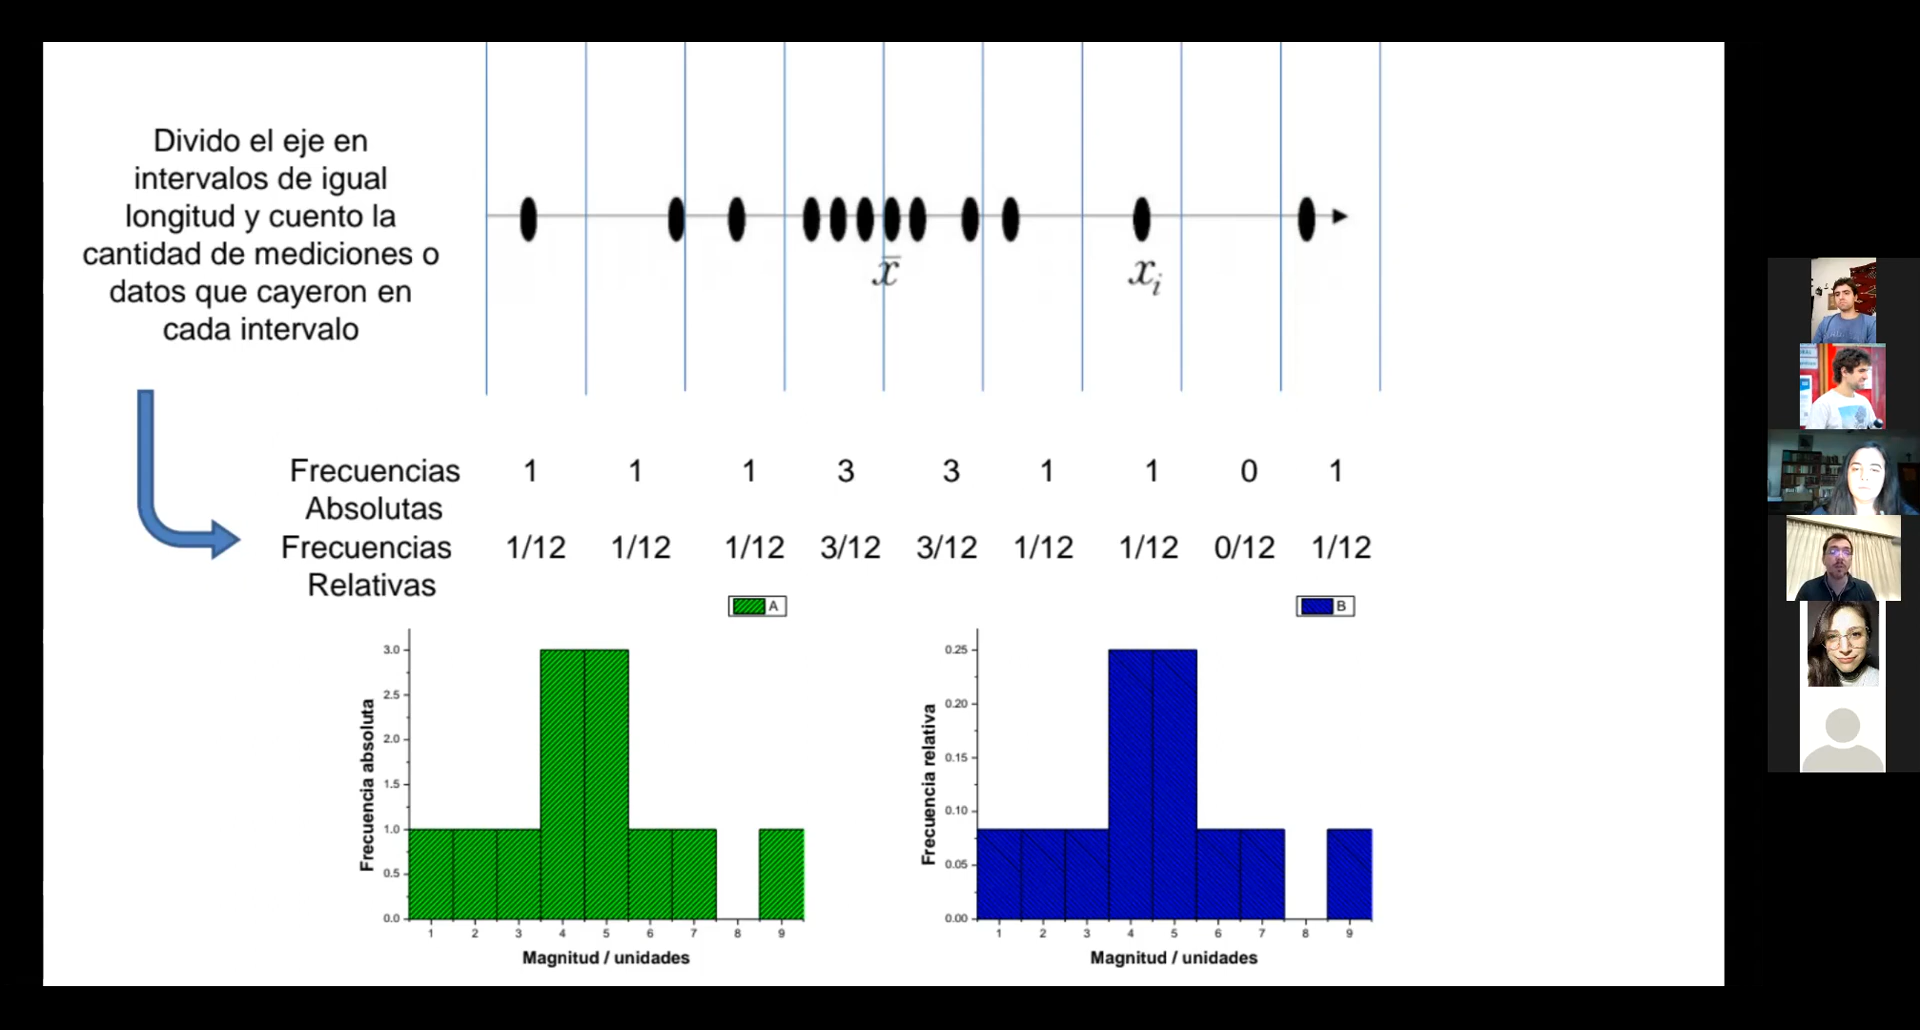 Divido el eje en
intervalos de igual
longitud y cuento la
cantidad de mediciones o
datos que cayeron en
cada intervalo
x̄
xᵢ
Frecuencias Absolutas 1 1 1 3 3 1 1 0 1
Frecuencias Relativas 1/12 1/12 1/12 3/12 3/12 1/12 1/12 0/12 1/12
A
Frecuencia absoluta
3.0
2.5
2.0
1.5
1.0
0.5
0.0
1 2 3 4 5 6 7 8 9
Magnitud / unidades
B
Frecuencia relativa
0.25
0.20
0.15
0.10
0.05
0.00
1 2 3 4 5 6 7 8 9
Magnitud / unidades